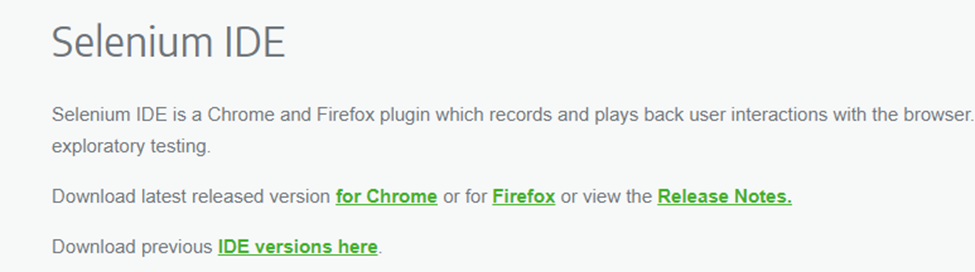 Selenium IDE
Selenium IDE is a Chrome and Firefox plugin which records and plays back user interactions with the browser.
exploratory testing.
Download latest released version for Chrome or for Firefox or view the Release Notes.
Download previous IDE versions here.